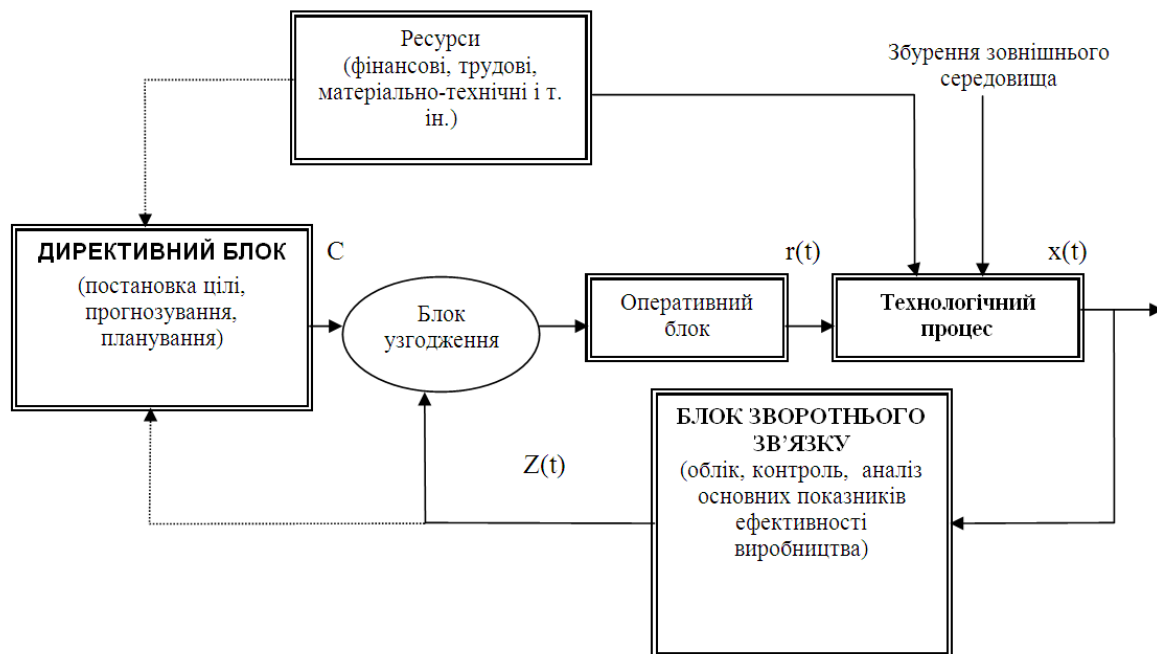 Ресурси
(фінансові, трудові,
матеріально-технічні і т.
ін.)
Збурення зовнішнього
середовища
ДИРЕКТИВНИЙ БЛОК
(постановка цілі,
прогнозування,
планування)
C
Блок
узгодження
Оперативний
блок
r(t)
Технологічний
процес
x(t)
БЛОК ЗВОРОТНЬОГО
ЗВ’ЯЗКУ
(облік, контроль, аналіз
основних показників
ефективності
виробництва)
Z(t)